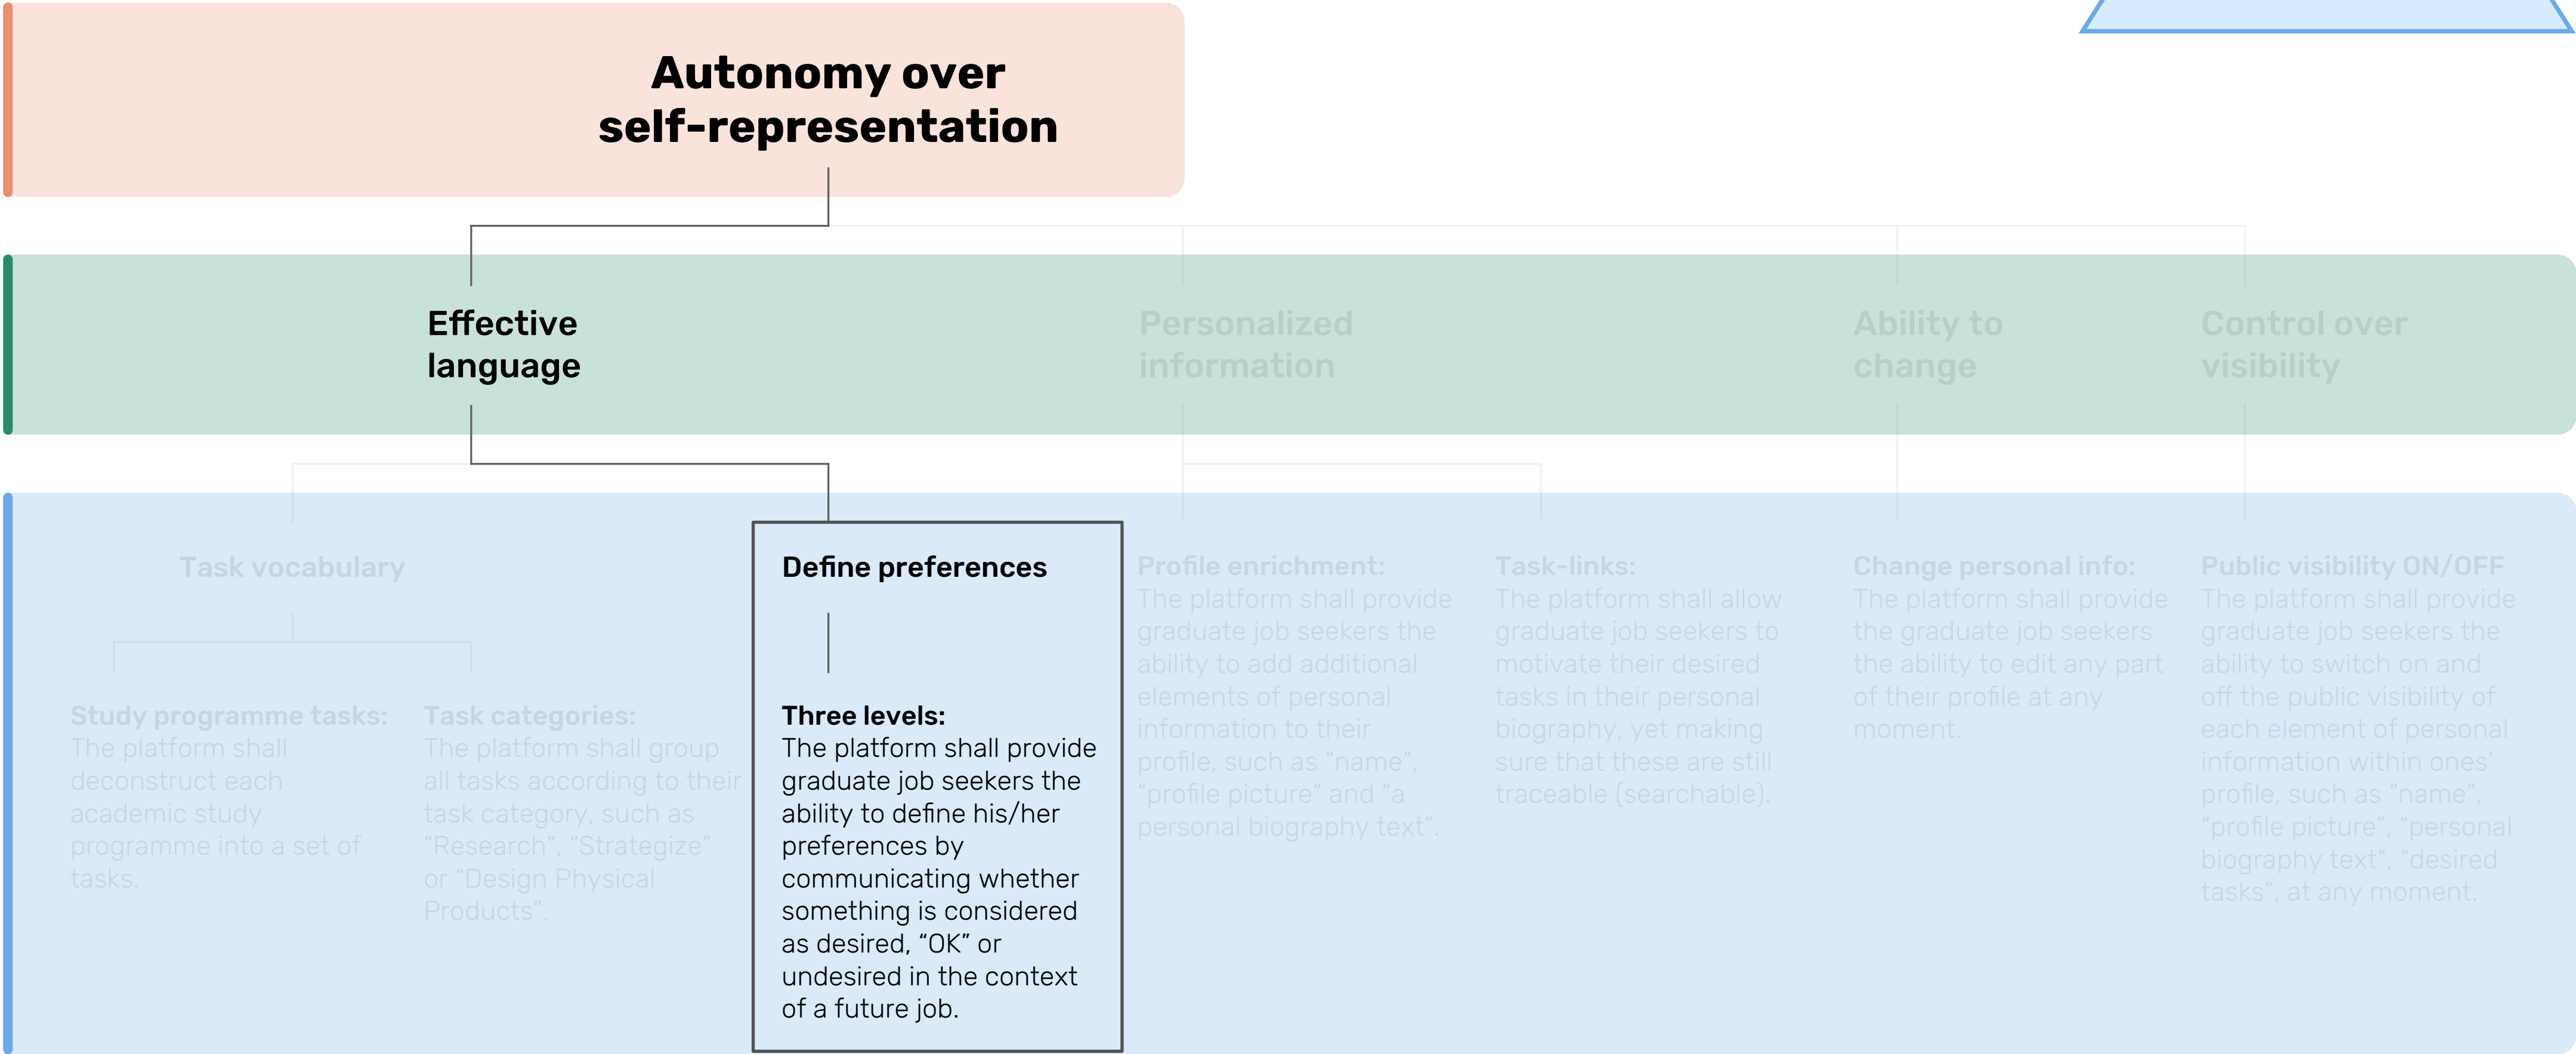 Autonomy over
self-representation
Effective
language
Personalized
information
Ability to
change
Control over
visibility
Task vocabulary
Study programme tasks:
The platform shall
deconstruct each
academic study
programme into a set of
tasks.
Task categories:
The platform shall group
all tasks according to their
task category, such as
“Research”, “Strategize”
or “Design Physical
Products”.
Define preferences
Three levels:
The platform shall provide
graduate job seekers the
ability to define his/her
preferences by
communicating whether
something is considered
as desired, “OK” or
undesired in the context
of a future job.
Profile enrichment:
The platform shall provide
graduate job seekers the
ability to add additional
elements of personal
information to their
profile, such as “name”,
“profile picture” and “a
personal biography text”.
Task-links:
The platform shall allow
graduate job seekers to
motivate their desired
tasks in their personal
biography, yet making
sure that these are still
traceable (searchable).
Change personal info:
The platform shall provide
the graduate job seekers
the ability to edit any part
of their profile at any
moment.
Public visibility ON/OFF
The platform shall provide
graduate job seekers the
ability to switch on and
off the public visibility of
each element of personal
information within ones’
profile, such as “name”,
“profile picture”, “personal
biography text”, “desired
tasks”, at any moment.